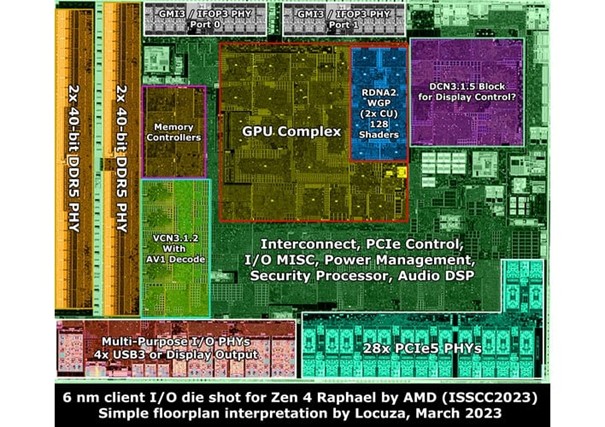 GMI3 / IFOP3 PHY
Port 0
GMI3 / IFOP3 PHY
Port 1
2x 40-bit DDR5 PHY
2x 40-bit DDR5 PHY
Memory
Controllers
GPU Complex
RDNA2
WGP
(2x CU)
128
Shaders
DCN3.1.5 Block
for Display Control?
VCN3.1.2
With
AV1 Decode
Interconnect, PCIe Control,
I/O MISC, Power Management,
Security Processor, Audio DSP
Multi-Purpose I/O PHYs
4x USB3 or Display Output
28x PCIe5 PHYs
6 nm client I/O die shot for Zen 4 Raphael by AMD (ISSCC2023)
Simple floorplan interpretation by Locuza, March 2023